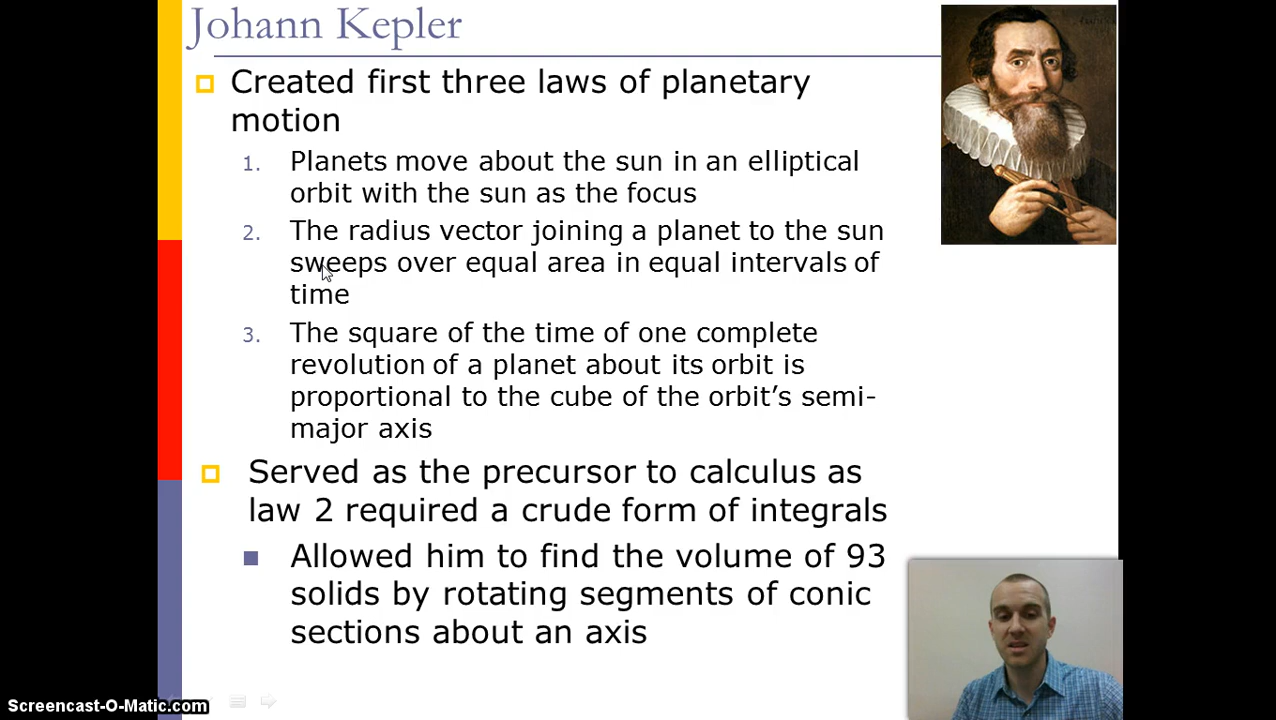 Johann Kepler
Created first three laws of planetary
motion
1. Planets move about the sun in an elliptical
orbit with the sun as the focus
2. The radius vector joining a planet to the sun
sweeps over equal area in equal intervals of
time
3. The square of the time of one complete
revolution of a planet about its orbit is
proportional to the cube of the orbit’s semi-
major axis
Served as the precursor to calculus as
law 2 required a crude form of integrals
Allowed him to find the volume of 93
solids by rotating segments of conic
sections about an axis
Screencast-O-Matic.com